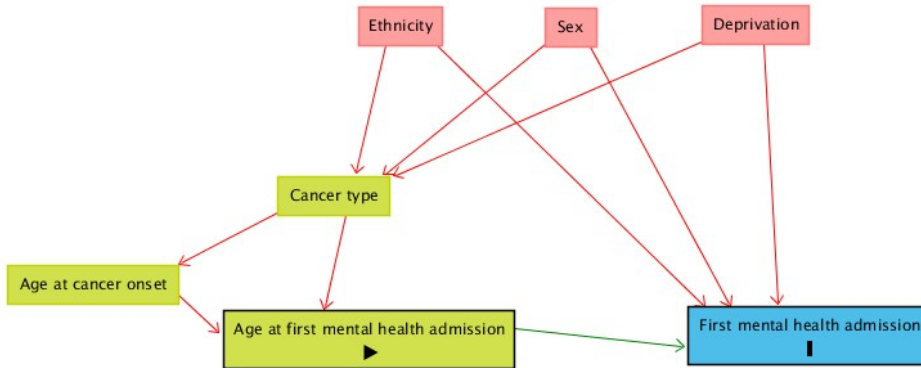 Ethnicity
Sex
Deprivation
Cancer type
Age at cancer onset
Age at first mental health admission
First mental health admission